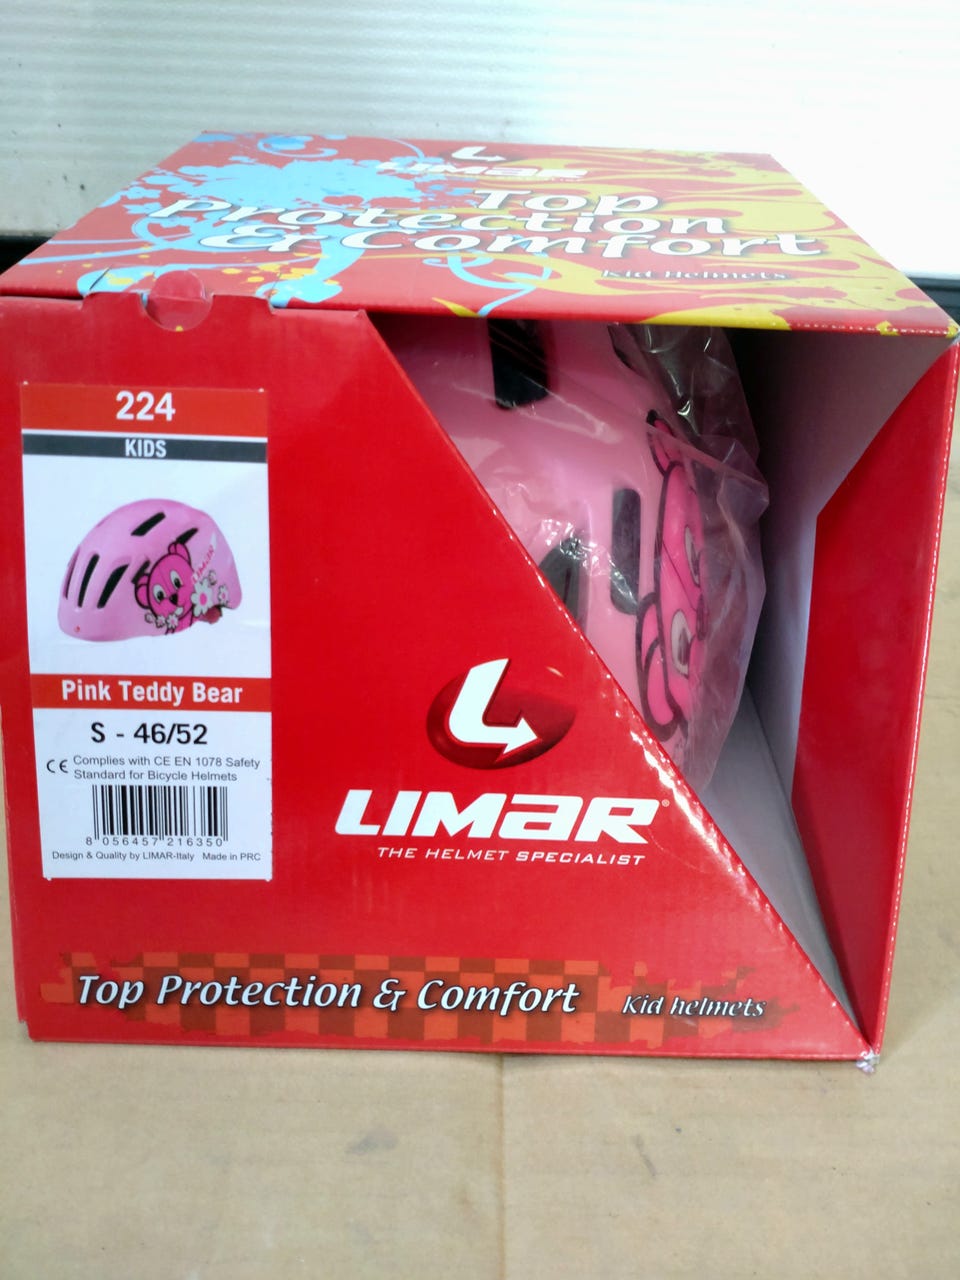 LIMAR
Top
Protection
& Comfort
Kid Helmets
224
KIDS
LIMAR
Pink Teddy Bear
S - 46/52
CE Complies with CE EN 1078 Safety
Standard for Bicycle Helmets
8 056457 216350
Design & Quality by LIMAR-Italy Made in PRC
LIMAR®
THE HELMET SPECIALIST
Top Protection & Comfort Kid helmets